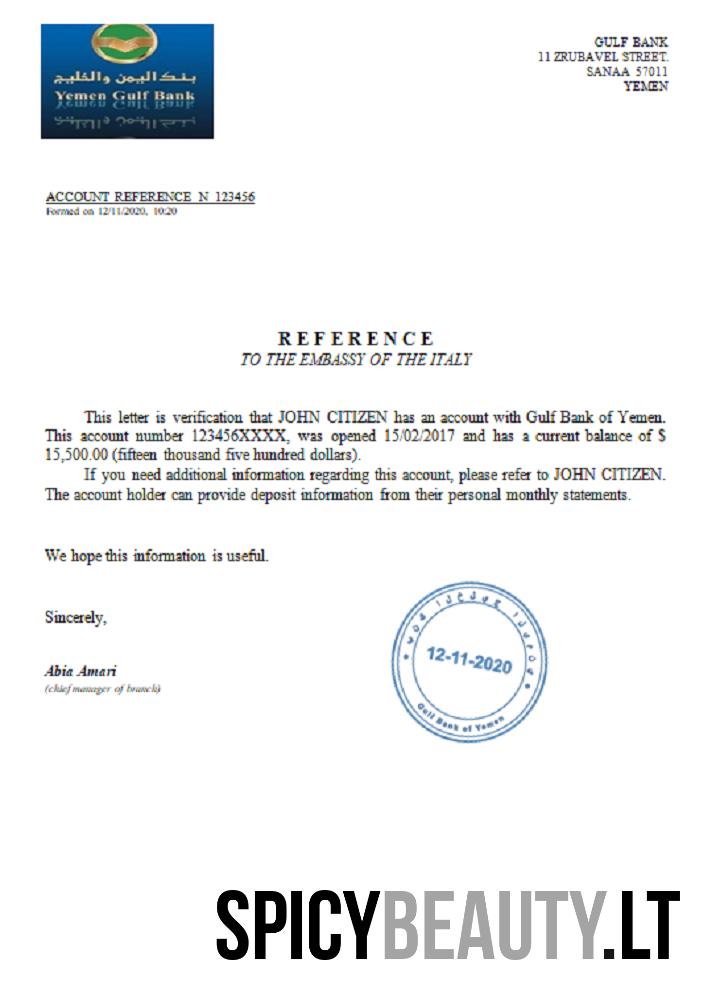 بنك اليمن والخليج
Yemen Gulf Bank
GULF BANK
11 ZRUBAVEL STREET.
SANAA 57011
YEMEN
ACCOUNT REFERENCE N 123456
Formed on 12/11/2020, 10:20
REFERENCE
TO THE EMBASSY OF THE ITALY
This letter is verification that JOHN CITIZEN has an account with Gulf Bank of Yemen.
This account number 123456XXXX, was opened 15/02/2017 and has a current balance of $
15,500.00 (fifteen thousand five hundred dollars).
If you need additional information regarding this account, please refer to JOHN CITIZEN.
The account holder can provide deposit information from their personal monthly statements.
We hope this information is useful.
Sincerely,
Abia Amari
(chief manager of branch)
12-11-2020
Gulf Bank of Yemen
SPICYBEAUTY.LT